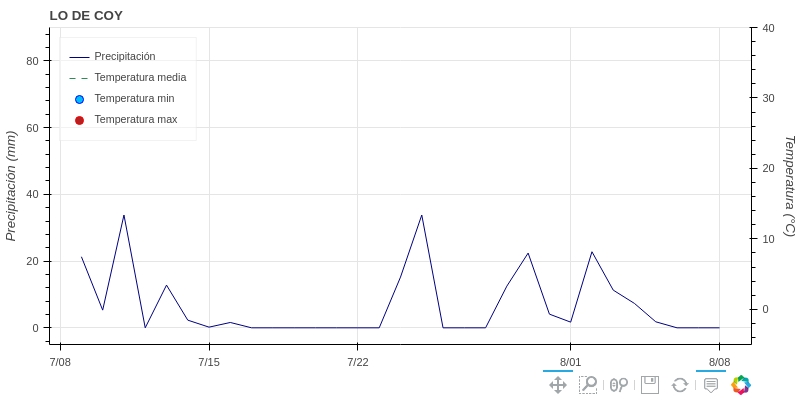 LO DE COY
Precipitación
Temperatura media
Temperatura min
Temperatura max
Precipitación (mm)
80
60
40
20
0
Temperatura (°C)
40
30
20
10
0
7/08 7/15 7/22 8/01 8/08